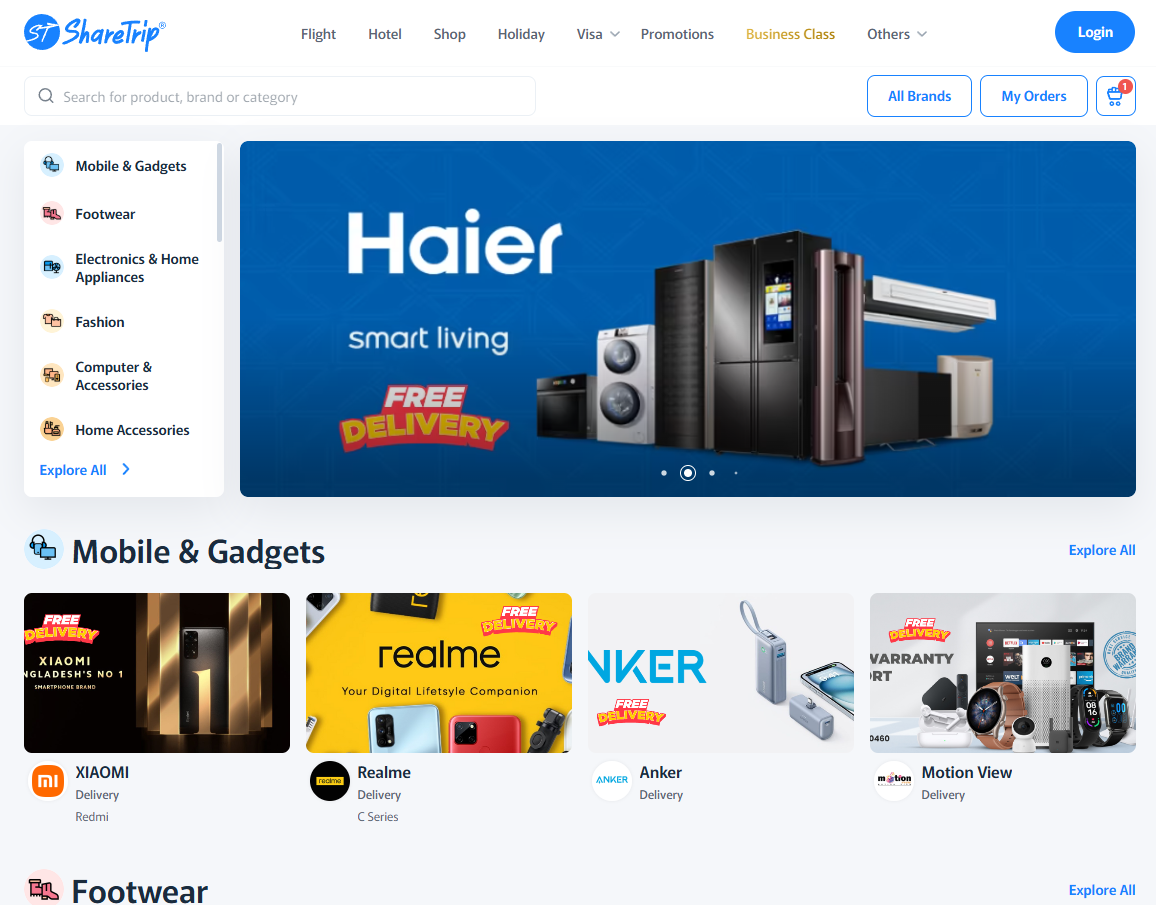 ST ShareTrip®
Flight
Hotel
Shop
Holiday
Visa
Promotions
Business Class
Others
Login
Search for product, brand or category
All Brands
My Orders
1
Mobile & Gadgets
Footwear
Electronics & Home
Appliances
Fashion
Computer &
Accessories
Home Accessories
Explore All
Haier
smart living
FREE
DELIVERY
Mobile & Gadgets
Explore All
FREE
DELIVERY
XIAOMI
NGLADESH'S NO 1
SMARTPHONE BRAND
FREE
DELIVERY
realme
Your Digital Lifetsyle Companion
NKER
FREE
DELIVERY
FREE
DELIVERY
WARRANTY
ORT
0460
XIAOMI
Delivery
Redmi
realme
Realme
Delivery
C Series
ANKER
Anker
Delivery
motion
Motion View
Delivery
Footwear
Explore All